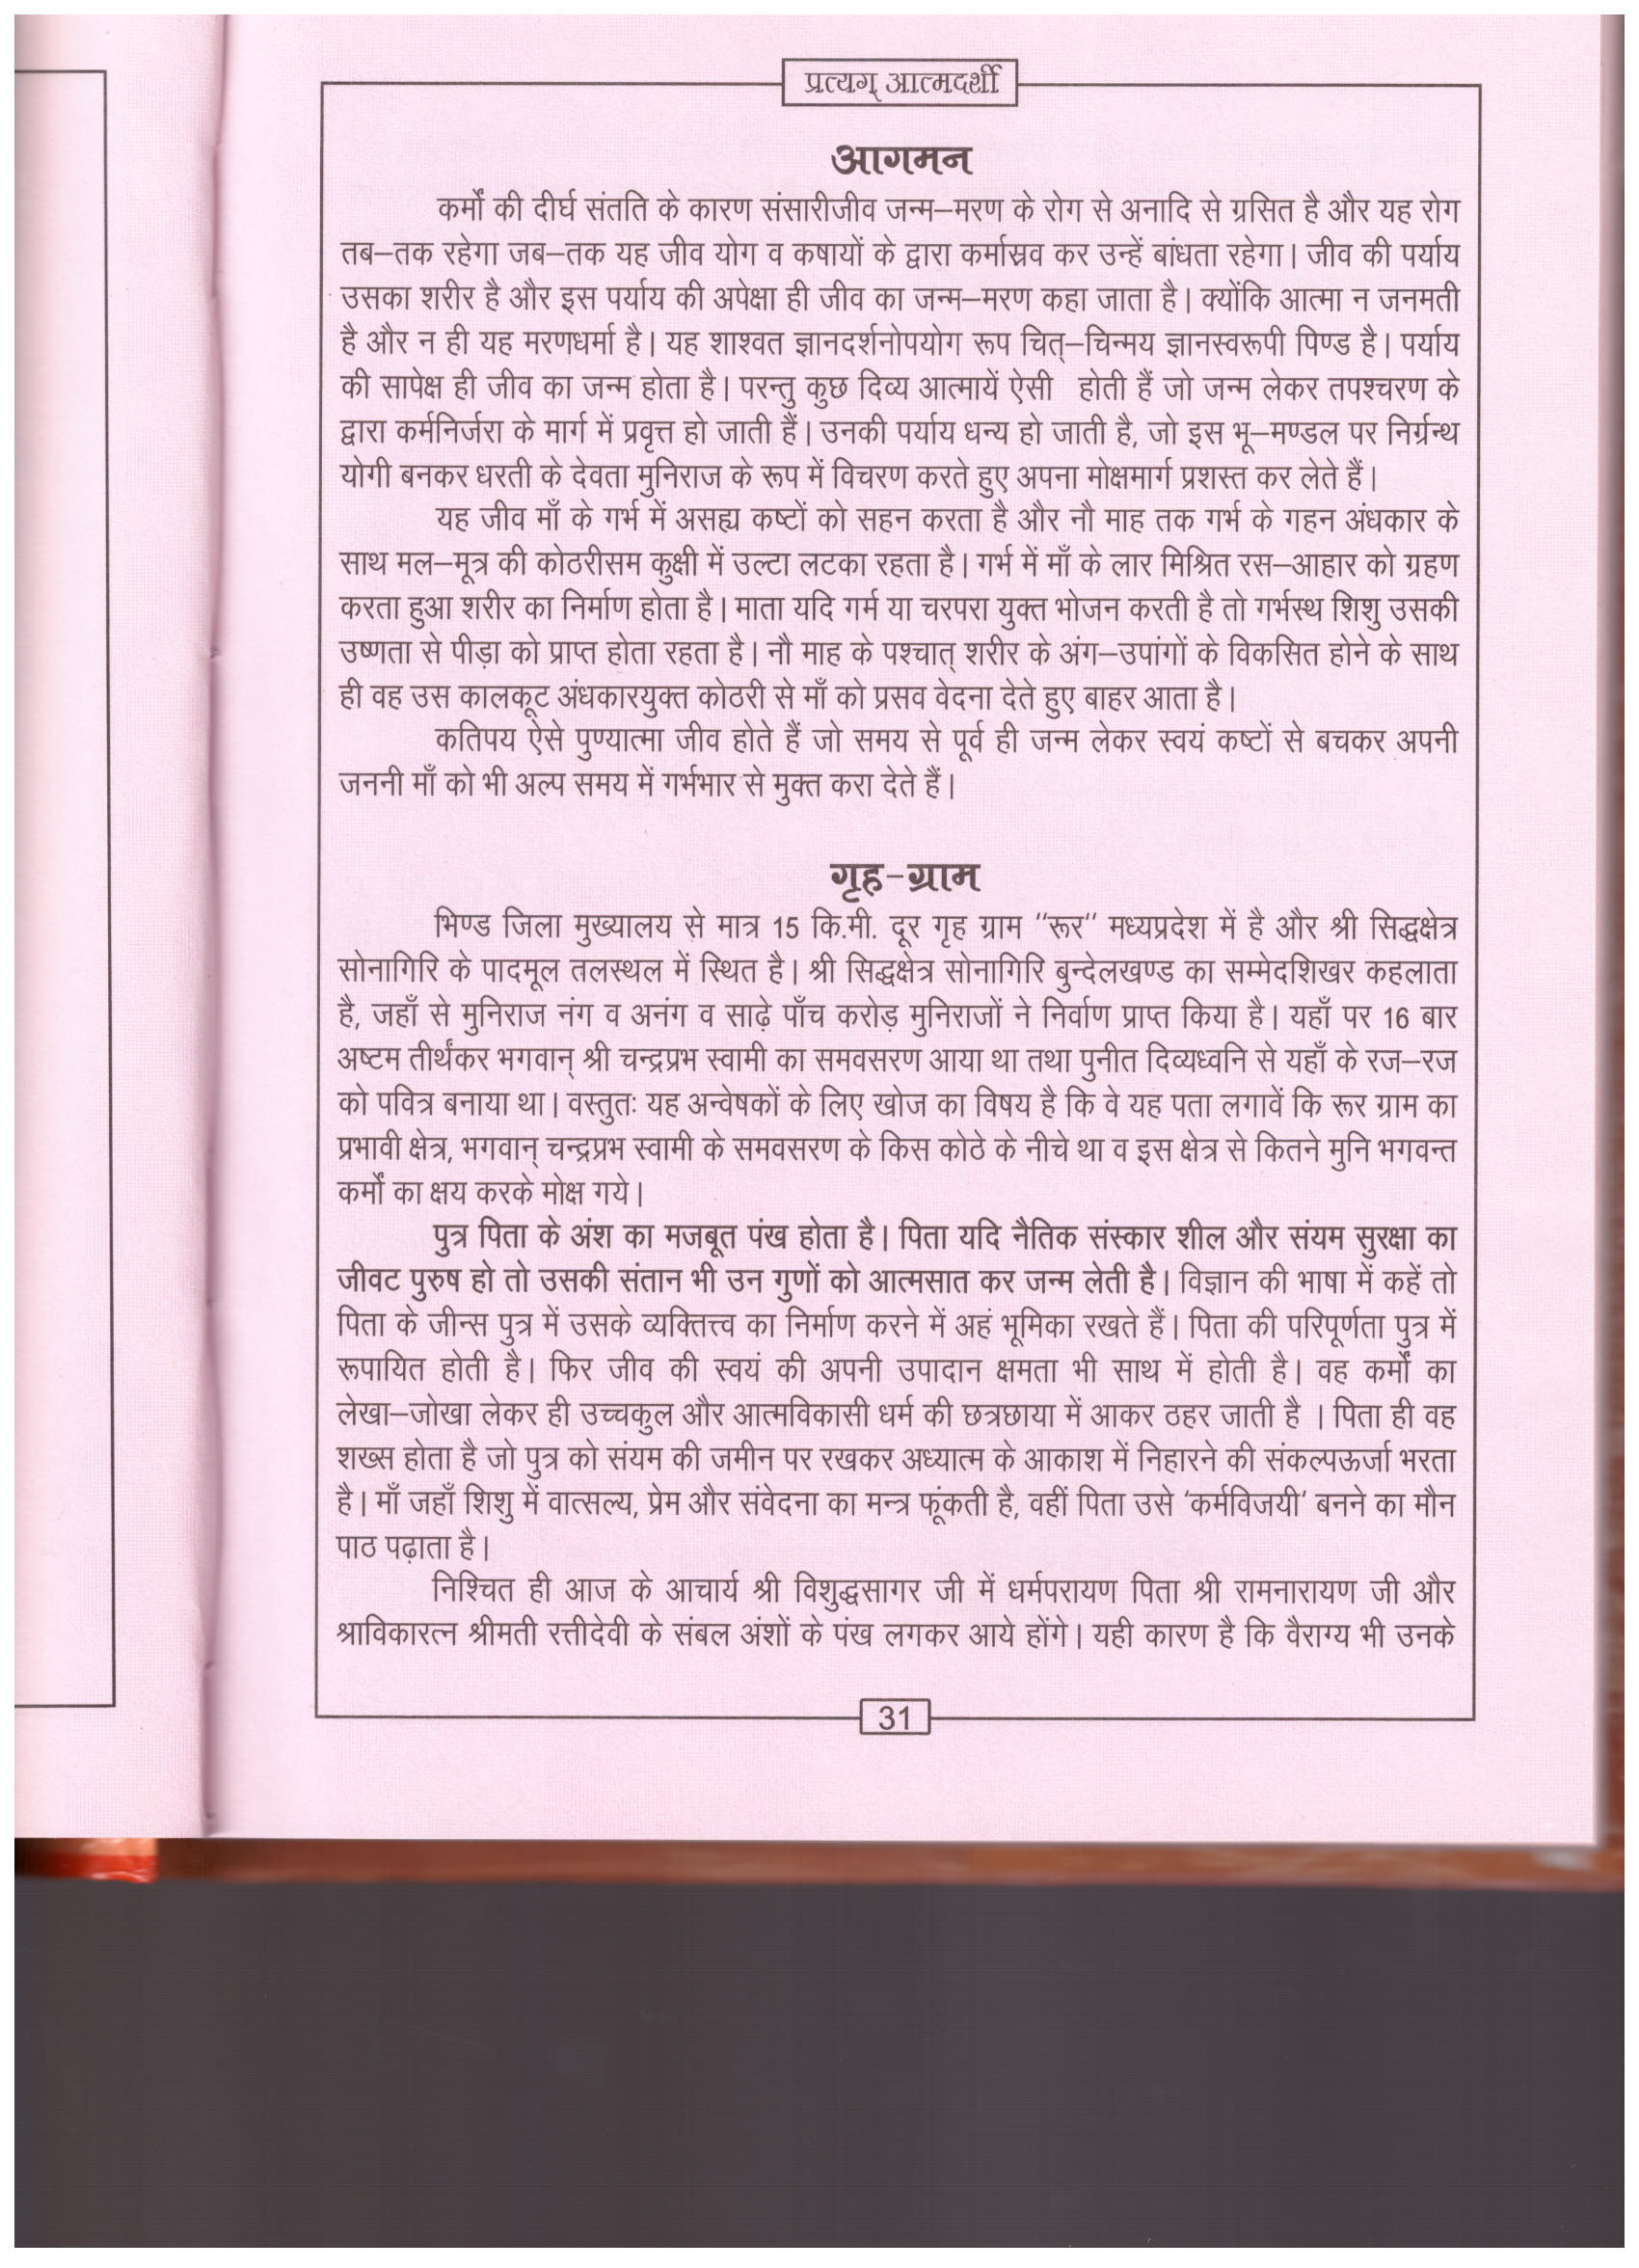 प्रत्यग् आत्मदर्शी
आगमन
कर्मों की दीर्घ संतति के कारण संसारीजीव जन्म–मरण के रोग से अनादि से ग्रसित है और यह रोग
तब–तक रहेगा जब–तक यह जीव योग व कषायों के द्वारा कर्मास्रव कर उन्हें बांधता रहेगा। जीव की पर्याय
उसका शरीर है और इस पर्याय की अपेक्षा ही जीव का जन्म–मरण कहा जाता है। क्योंकि आत्मा न जनमती
है और न ही यह मरणधर्मा है। यह शाश्वत ज्ञानदर्शनोपयोग रूप चित्–चिन्मय ज्ञानस्वरूपी पिण्ड है। पर्याय
की सापेक्ष ही जीव का जन्म होता है। परन्तु कुछ दिव्य आत्मायें ऐसी होती हैं जो जन्म लेकर तपश्चरण के
द्वारा कर्मनिर्जरा के मार्ग में प्रवृत्त हो जाती हैं। उनकी पर्याय धन्य हो जाती है, जो इस भू–मण्डल पर निर्ग्रन्थ
योगी बनकर धरती के देवता मुनिराज के रूप में विचरण करते हुए अपना मोक्षमार्ग प्रशस्त कर लेते हैं।
यह जीव माँ के गर्भ में असह्य कष्टों को सहन करता है और नौ माह तक गर्भ के गहन अंधकार के
साथ मल–मूत्र की कोठरीसम कुक्षी में उल्टा लटका रहता है। गर्भ में माँ के लार मिश्रित रस–आहार को ग्रहण
करता हुआ शरीर का निर्माण होता है। माता यदि गर्म या चरपरा युक्त भोजन करती है तो गर्भस्थ शिशु उसकी
उष्णता से पीड़ा को प्राप्त होता रहता है। नौ माह के पश्चात् शरीर के अंग–उपांगों के विकसित होने के साथ
ही वह उस कालकूट अंधकारयुक्त कोठरी से माँ को प्रसव वेदना देते हुए बाहर आता है।
कतिपय ऐसे पुण्यात्मा जीव होते हैं जो समय से पूर्व ही जन्म लेकर स्वयं कष्टों से बचकर अपनी
जननी माँ को भी अल्प समय में गर्भभार से मुक्त करा देते हैं।
गृह-ग्राम
भिण्ड जिला मुख्यालय से मात्र 15 कि.मी. दूर गृह ग्राम "रूर" मध्यप्रदेश में है और श्री सिद्धक्षेत्र
सोनागिरि के पादमूल तलस्थल में स्थित है। श्री सिद्धक्षेत्र सोनागिरि बुन्देलखण्ड का सम्मेदशिखर कहलाता
है, जहाँ से मुनिराज नंग व अनंग व साढ़े पाँच करोड़ मुनिराजों ने निर्वाण प्राप्त किया है। यहाँ पर 16 बार
अष्टम तीर्थंकर भगवान् श्री चन्द्रप्रभ स्वामी का समवसरण आया था तथा पुनीत दिव्यध्वनि से यहाँ के रज–रज
को पवित्र बनाया था। वस्तुतः यह अन्वेषकों के लिए खोज का विषय है कि वे यह पता लगावें कि रूर ग्राम का
प्रभावी क्षेत्र, भगवान् चन्द्रप्रभ स्वामी के समवसरण के किस कोठे के नीचे था व इस क्षेत्र से कितने मुनि भगवन्त
कर्मों का क्षय करके मोक्ष गये।
पुत्र पिता के अंश का मजबूत पंख होता है। पिता यदि नैतिक संस्कार शील और संयम सुरक्षा का
जीवट पुरुष हो तो उसकी संतान भी उन गुणों को आत्मसात कर जन्म लेती है। विज्ञान की भाषा में कहें तो
पिता के जीन्स पुत्र में उसके व्यक्तित्त्व का निर्माण करने में अहं भूमिका रखते हैं। पिता की परिपूर्णता पुत्र में
रूपायित होती है। फिर जीव की स्वयं की अपनी उपादान क्षमता भी साथ में होती है। वह कर्मों का
लेखा–जोखा लेकर ही उच्चकुल और आत्मविकासी धर्म की छत्रछाया में आकर ठहर जाती है । पिता ही वह
शख्स होता है जो पुत्र को संयम की जमीन पर रखकर अध्यात्म के आकाश में निहारने की संकल्पऊर्जा भरता
है। माँ जहाँ शिशु में वात्सल्य, प्रेम और संवेदना का मन्त्र फूंकती है, वहीं पिता उसे 'कर्मविजयी' बनने का मौन
पाठ पढ़ाता है।
निश्चित ही आज के आचार्य श्री विशुद्धसागर जी में धर्मपरायण पिता श्री रामनारायण जी और
श्राविकारत्न श्रीमती रत्तीदेवी के संबल अंशों के पंख लगकर आये होंगे। यही कारण है कि वैराग्य भी उनके
31